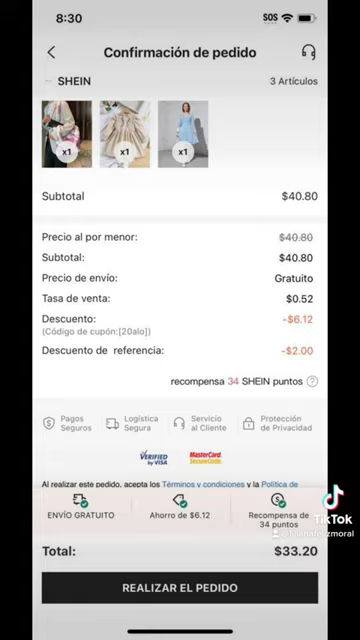 8:30
SOS
Confirmación de pedido
SHEIN
3 Artículos
x1
x1
x1
Subtotal
$40.80
Precio al por menor:
$40.80
Subtotal:
$40.80
Precio de envío:
Gratuito
Tasa de venta:
$0.52
Descuento:
-$6.12
(Código de cupón:[20alo])
Descuento de referencia:
-$2.00
recompensa 34 SHEIN puntos ?
Pagos
Seguros
Logística
Segura
Servicio
al Cliente
Protección
de Privacidad
VERIFIED
by VISA
MasterCard.
SecureCode.
Al realizar este pedido, acepta los Términos y condiciones y la Política de
ENVÍO GRATUITO
Ahorro de $6.12
Recompensa de
34 puntos
TikTok
Total:
$33.20
REALIZAR EL PEDIDO